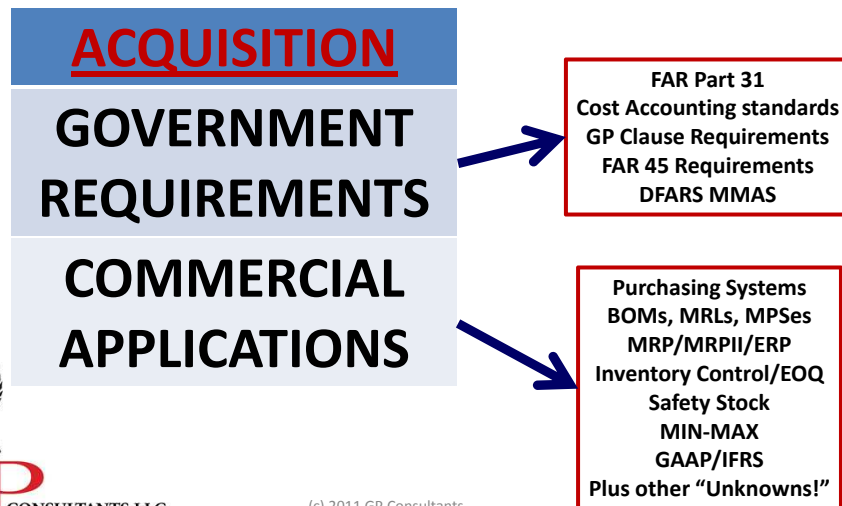 ACQUISITION
GOVERNMENT
REQUIREMENTS
COMMERCIAL
APPLICATIONS
FAR Part 31
Cost Accounting standards
GP Clause Requirements
FAR 45 Requirements
DFARS MMAS
Purchasing Systems
BOMs, MRLs, MPSes
MRP/MRPII/ERP
Inventory Control/EOQ
Safety Stock
MIN-MAX
GAAP/IFRS
Plus other “Unknowns!”
P
CONSULTANTS LLC
(c) 2011 GP Consultants